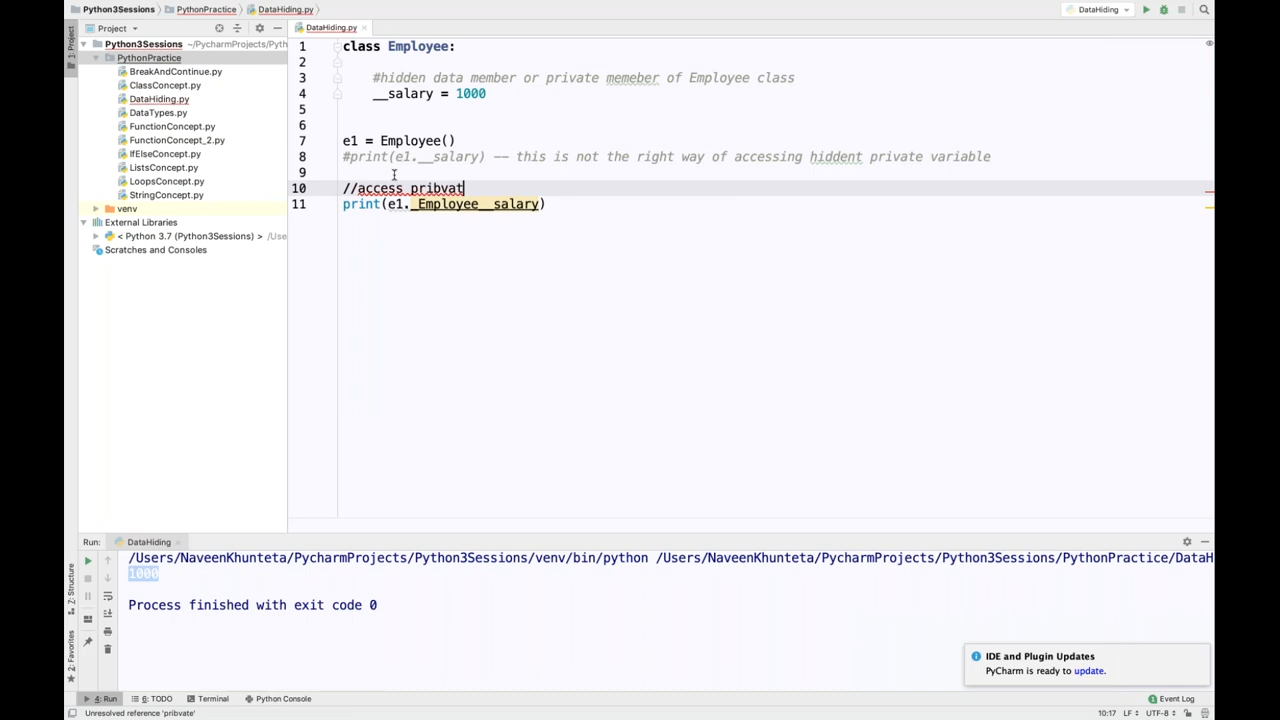 Python3Sessions
PythonPractice
DataHiding.py
DataHiding
1: Project
Project
DataHiding.py
Python3Sessions ~/PycharmProjects/Pyth
PythonPractice
BreakAndContinue.py
ClassConcept.py
DataHiding.py
DataTypes.py
FunctionConcept.py
FunctionConcept_2.py
IfElseConcept.py
ListsConcept.py
LoopsConcept.py
StringConcept.py
venv
External Libraries
< Python 3.7 (Python3Sessions) > /Use
Scratches and Consoles
1 class Employee:
2
3 #hidden data member or private memeber of Employee class
4 __salary = 1000
5
6
7 e1 = Employee()
8 #print(e1.__salary) -- this is not the right way of accessing hiddent private variable
9
10 //access pribvat
11 print(e1._Employee__salary)
Run: DataHiding
/Users/NaveenKhunteta/PycharmProjects/Python3Sessions/venv/bin/python /Users/NaveenKhunteta/PycharmProjects/Python3Sessions/PythonPractice/DataH
1000
Process finished with exit code 0
7: Structure
2: Favorites
IDE and Plugin Updates
PyCharm is ready to update.
4: Run
6: TODO
Terminal
Python Console
Event Log
Unresolved reference 'pribvate'
10:17 LF UTF-8